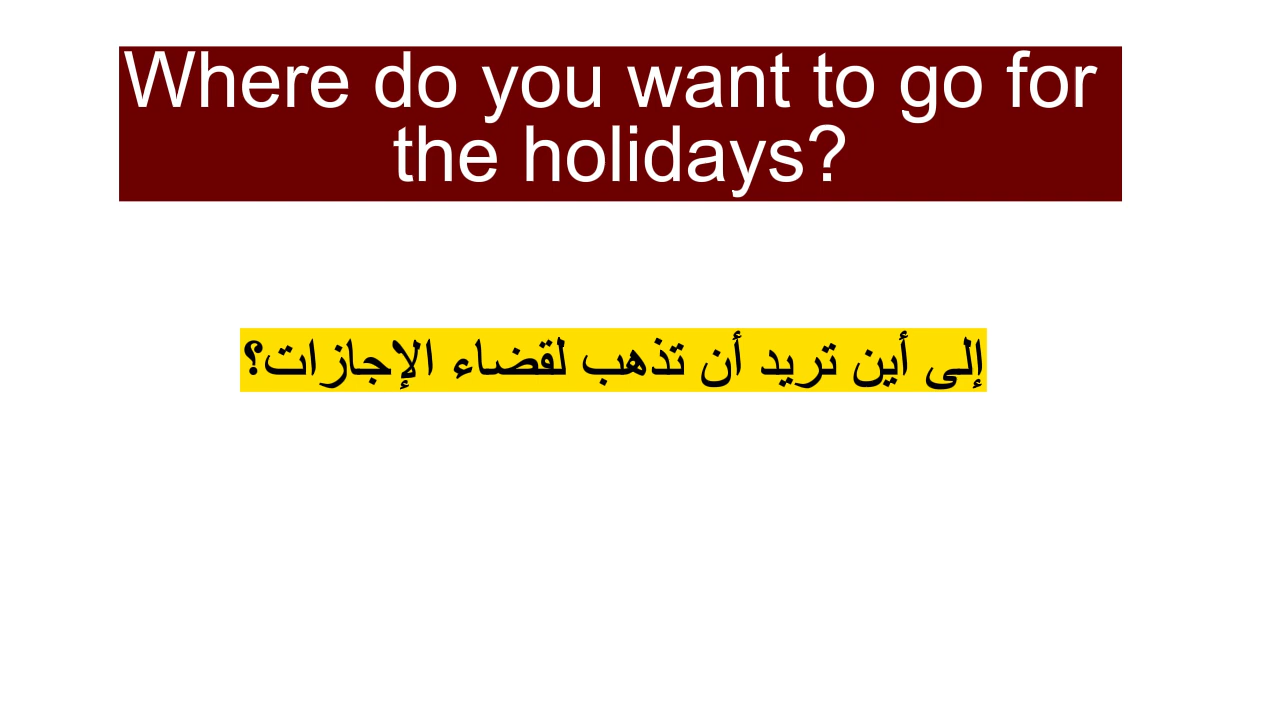 Where do you want to go for
the holidays?
إلى أين تريد أن تذهب لقضاء الإجازات؟